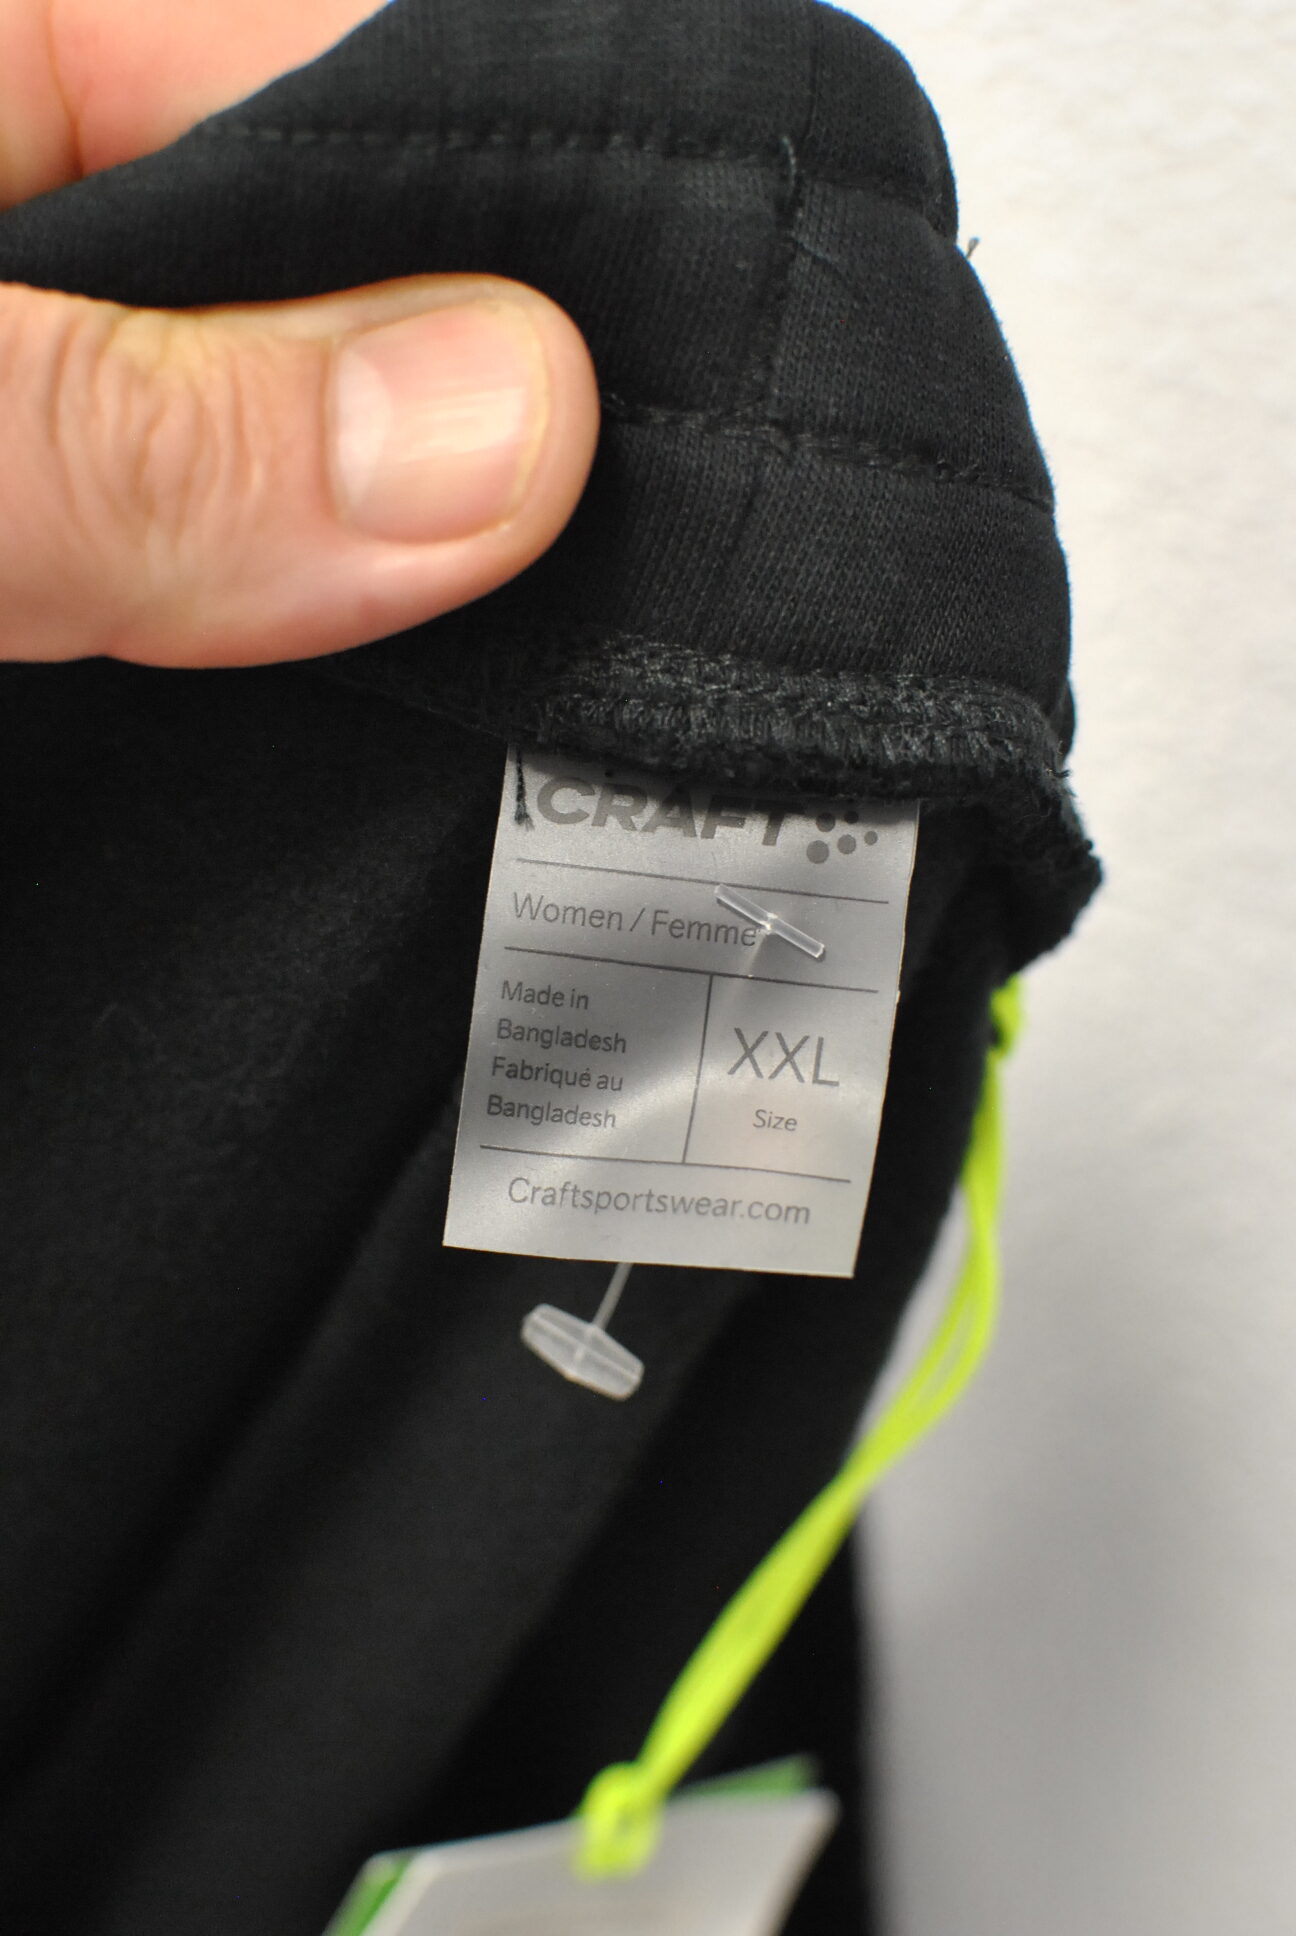 CRAFT
Women / Femme
Made in
Bangladesh
Fabriqué au
Bangladesh
XXL
Size
Craftsportswear.com